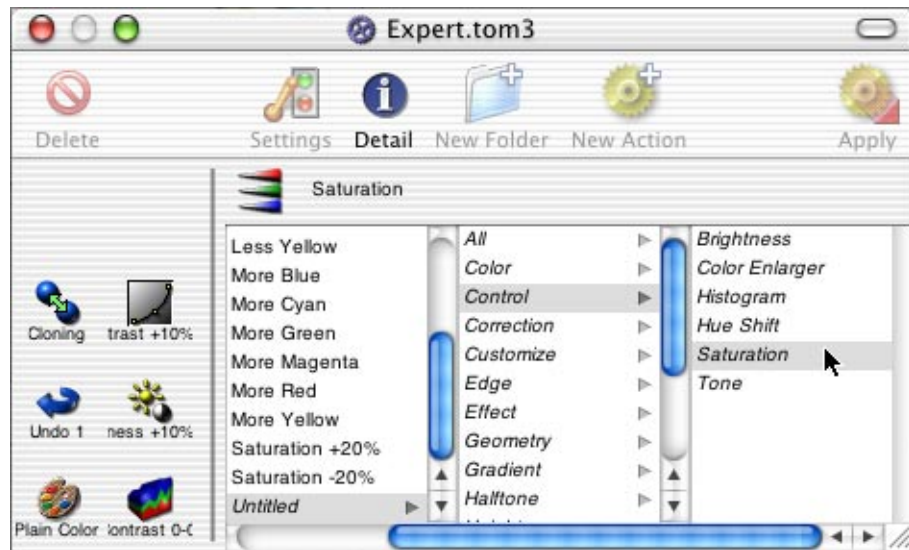 Expert.tom3
Delete
Settings
Detail
New Folder
New Action
Apply
Saturation
Cloning
trast +10%
Undo 1
ness +10%
Plain Color
Less Yellow
More Blue
More Cyan
More Green
More Magenta
More Red
More Yellow
Saturation +20%
Saturation -20%
Untitled
All
Color
Control
Correction
Customize
Edge
Effect
Geometry
Gradient
Halftone
Brightness
Color Enlarger
Histogram
Hue Shift
Saturation
Tone